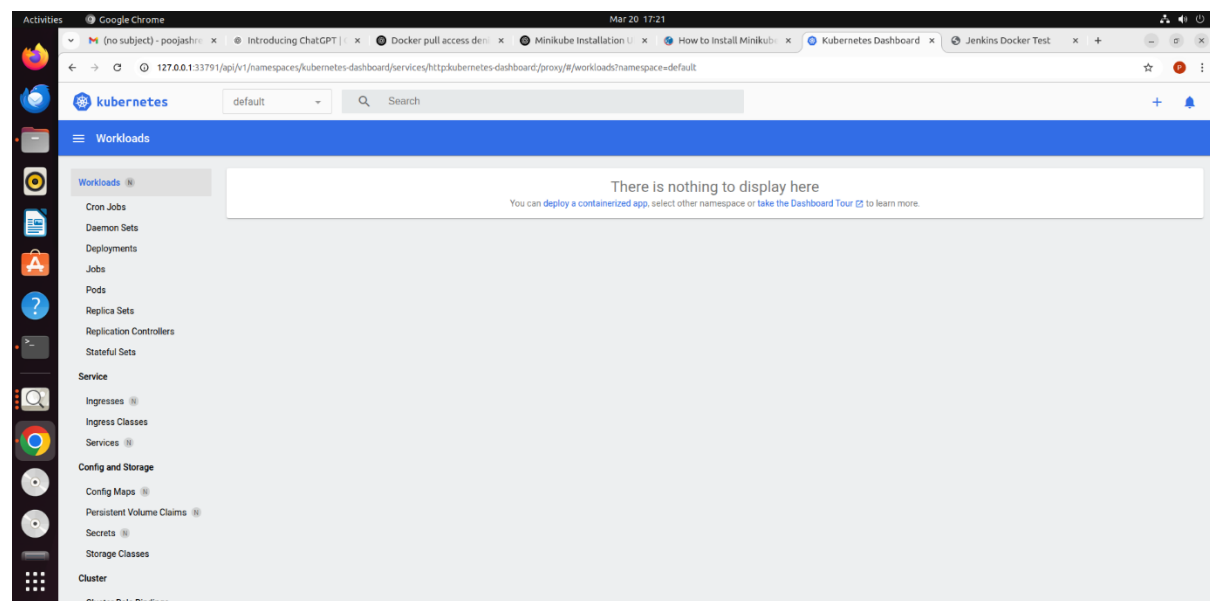 Activities Google Chrome Mar 20 17:21
(no subject) - poojashre × Introducing ChatGPT | × Docker pull access deni × Minikube Installation U × How to Install Minikube × Kubernetes Dashboard × Jenkins Docker Test × +
127.0.0.1:33791/api/v1/namespaces/kubernetes-dashboard/services/http:kubernetes-dashboard:/proxy/#/workloads?namespace=default P
kubernetes default Search
Workloads
Workloads N
There is nothing to display here
You can deploy a containerized app, select other namespace or take the Dashboard Tour to learn more.
Cron Jobs
Daemon Sets
Deployments
Jobs
Pods
Replica Sets
Replication Controllers
Stateful Sets
Service
Ingresses N
Ingress Classes
Services N
Config and Storage
Config Maps N
Persistent Volume Claims N
Secrets N
Storage Classes
Cluster